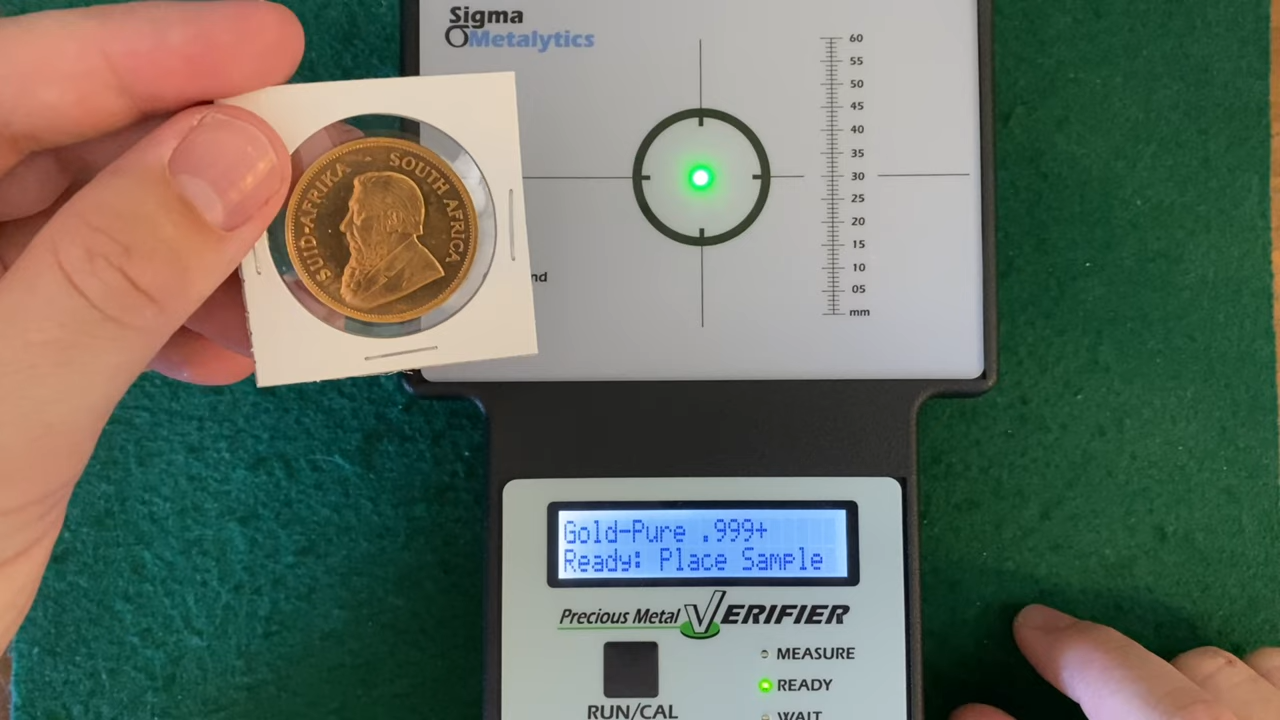 Sigma
Metalytics
SUID-AFRIKA SOUTH AFRICA
60
55
50
45
40
35
30
25
20
15
10
05
mm
nd
Gold-Pure .999+
Ready: Place Sample
Precious Metal VERIFIER
MEASURE
READY
RUN/CAL
WAIT